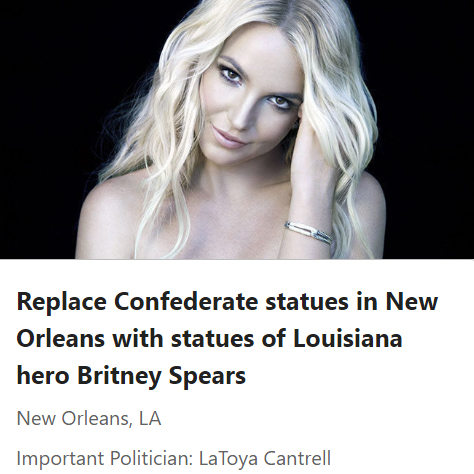 Replace Confederate statues in New
Orleans with statues of Louisiana
hero Britney Spears
New Orleans, LA
Important Politician: LaToya Cantrell